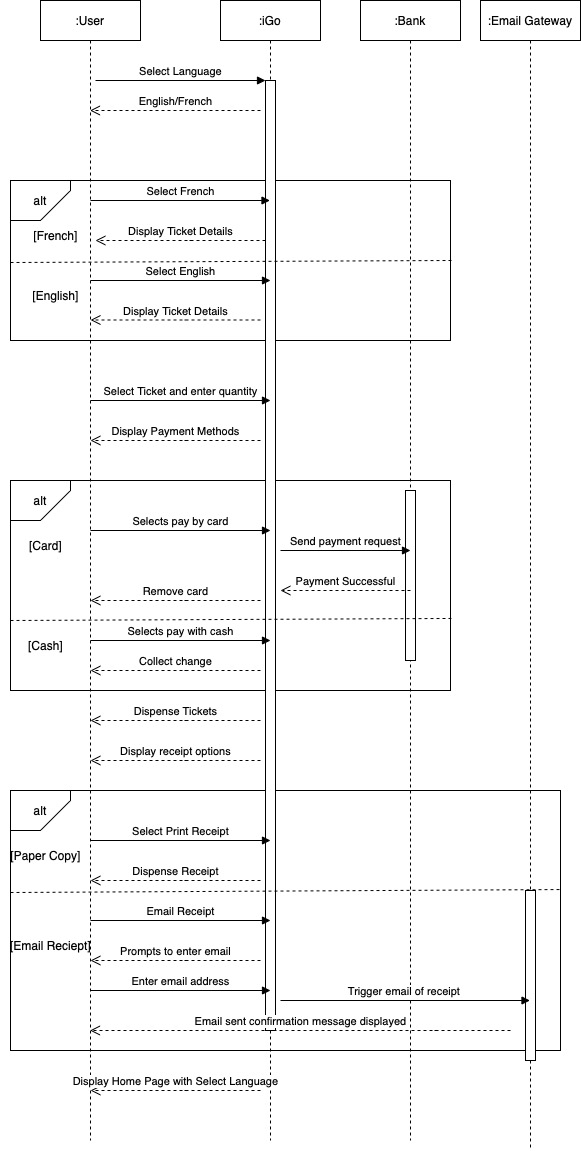 :User
:iGo
:Bank
:Email Gateway
Select Language
English/French
alt
Select French
[French]
Display Ticket Details
Select English
[English]
Display Ticket Details
Select Ticket and enter quantity
Display Payment Methods
alt
Selects pay by card
[Card]
Send payment request
Payment Successful
Remove card
Selects pay with cash
[Cash]
Collect change
Dispense Tickets
Display receipt options
alt
Select Print Receipt
[Paper Copy]
Dispense Receipt
Email Receipt
[Email Reciept]
Prompts to enter email
Enter email address
Trigger email of receipt
Email sent confirmation message displayed
Display Home Page with Select Language